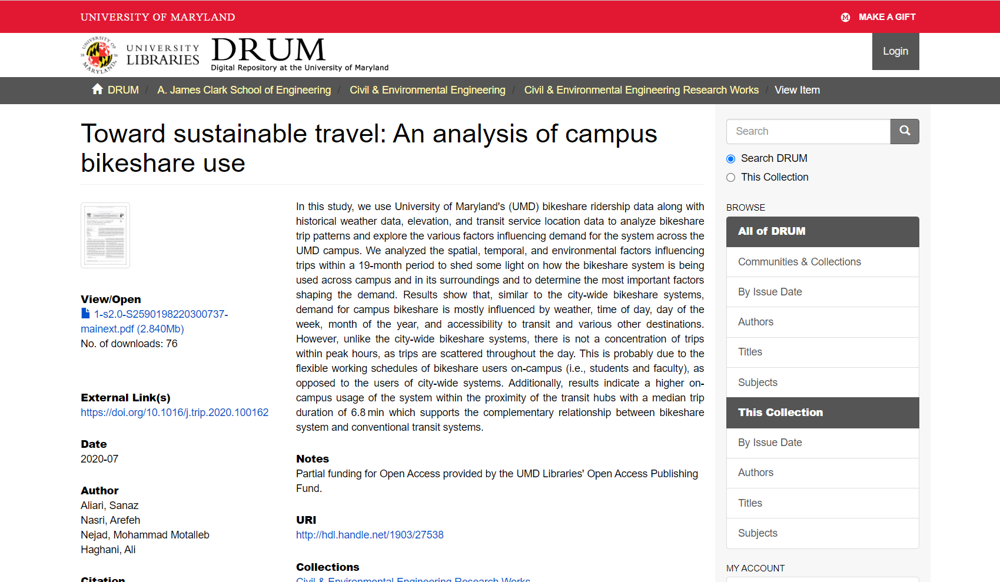 UNIVERSITY OF MARYLAND
MAKE A GIFT
UNIVERSITY OF MARYLAND
18 56
UNIVERSITY
LIBRARIES
DRUM
Digital Repository at the University of Maryland
Login
DRUM / A. James Clark School of Engineering / Civil & Environmental Engineering / Civil & Environmental Engineering Research Works / View Item
Toward sustainable travel: An analysis of campus
bikeshare use
View/Open
1-s2.0-S2590198220300737-
mainext.pdf (2.840Mb)
No. of downloads: 76
External Link(s)
https://doi.org/10.1016/j.trip.2020.100162
Date
2020-07
Author
Aliari, Sanaz
Nasri, Arefeh
Nejad, Mohammad Motalleb
Haghani, Ali
Citation
In this study, we use University of Maryland's (UMD) bikeshare ridership data along with
historical weather data, elevation, and transit service location data to analyze bikeshare
trip patterns and explore the various factors influencing demand for the system across the
UMD campus. We analyzed the spatial, temporal, and environmental factors influencing
trips within a 19-month period to shed some light on how the bikeshare system is being
used across campus and in its surroundings and to determine the most important factors
shaping the demand. Results show that, similar to the city-wide bikeshare systems,
demand for campus bikeshare is mostly influenced by weather, time of day, day of the
week, month of the year, and accessibility to transit and various other destinations.
However, unlike the city-wide bikeshare systems, there is not a concentration of trips
within peak hours, as trips are scattered throughout the day. This is probably due to the
flexible working schedules of bikeshare users on-campus (i.e., students and faculty), as
opposed to the users of city-wide systems. Additionally, results indicate a higher on-
campus usage of the system within the proximity of the transit hubs with a median trip
duration of 6.8 min which supports the complementary relationship between bikeshare
system and conventional transit systems.
Notes
Partial funding for Open Access provided by the UMD Libraries' Open Access Publishing
Fund.
URI
http://hdl.handle.net/1903/27538
Collections
Civil & Environmental Engineering Research Works
Search
Search DRUM
This Collection
BROWSE
All of DRUM
Communities & Collections
By Issue Date
Authors
Titles
Subjects
This Collection
By Issue Date
Authors
Titles
Subjects
MY ACCOUNT